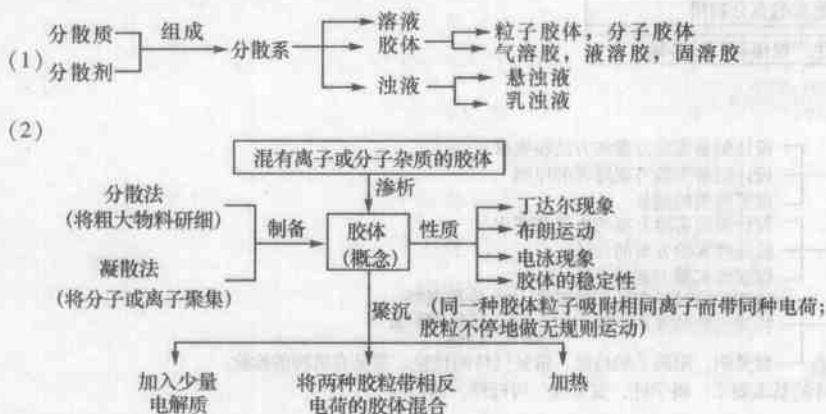 (1)
分散质
分散剂
组成
分散系
溶液
胶体
粒子胶体，分子胶体
气溶胶，液溶胶，固溶胶
浊液
悬浊液
乳浊液
(2)
混有离子或分子杂质的胶体
渗析
分散法
(将粗大物料研细)
凝散法
(将分子或离子聚集)
制备
胶体
(概念)
性质
丁达尔现象
布朗运动
电泳现象
胶体的稳定性
(同一种胶体粒子吸附相同离子而带同种电荷;
胶粒不停地做无规则运动)
聚沉
加入少量
电解质
将两种胶粒带相反
电荷的胶体混合
加热